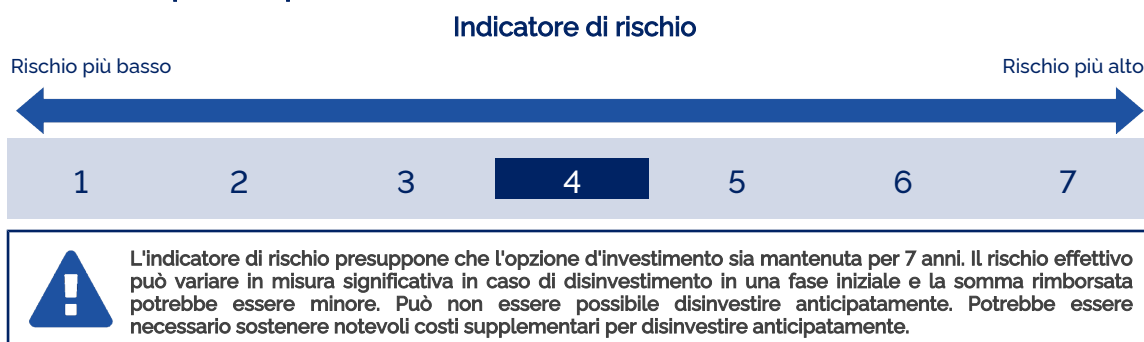 Indicatore di rischio
Rischio più basso
Rischio più alto
1 2 3 4 5 6 7
L'indicatore di rischio presuppone che l'opzione d'investimento sia mantenuta per 7 anni. Il rischio effettivo
può variare in misura significativa in caso di disinvestimento in una fase iniziale e la somma rimborsata
potrebbe essere minore. Può non essere possibile disinvestire anticipatamente. Potrebbe essere
necessario sostenere notevoli costi supplementari per disinvestire anticipatamente.